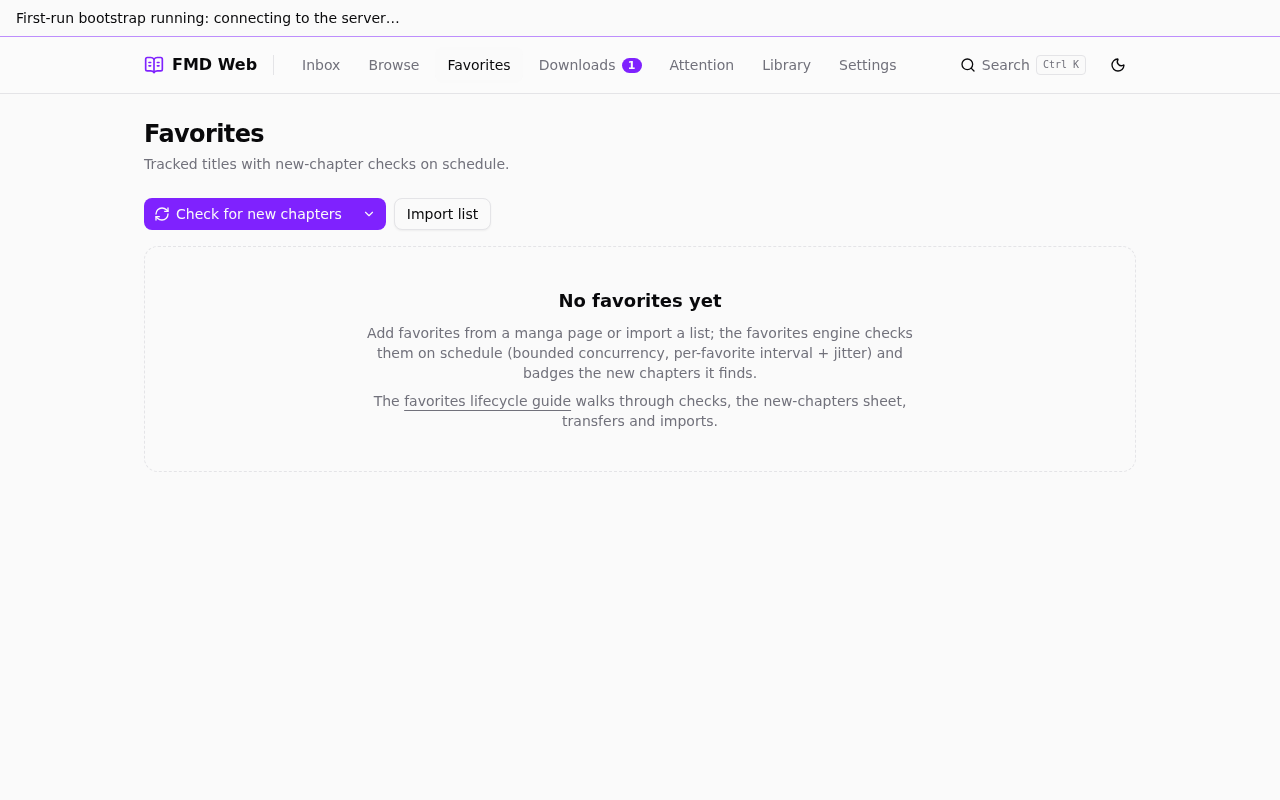 First-run bootstrap running: connecting to the server…
FMD Web
Inbox
Browse
Favorites
Downloads 1
Attention
Library
Settings
Search Ctrl K
Favorites
Tracked titles with new-chapter checks on schedule.
Check for new chapters
Import list
No favorites yet
Add favorites from a manga page or import a list; the favorites engine checks
them on schedule (bounded concurrency, per-favorite interval + jitter) and
badges the new chapters it finds.
The favorites lifecycle guide walks through checks, the new-chapters sheet,
transfers and imports.